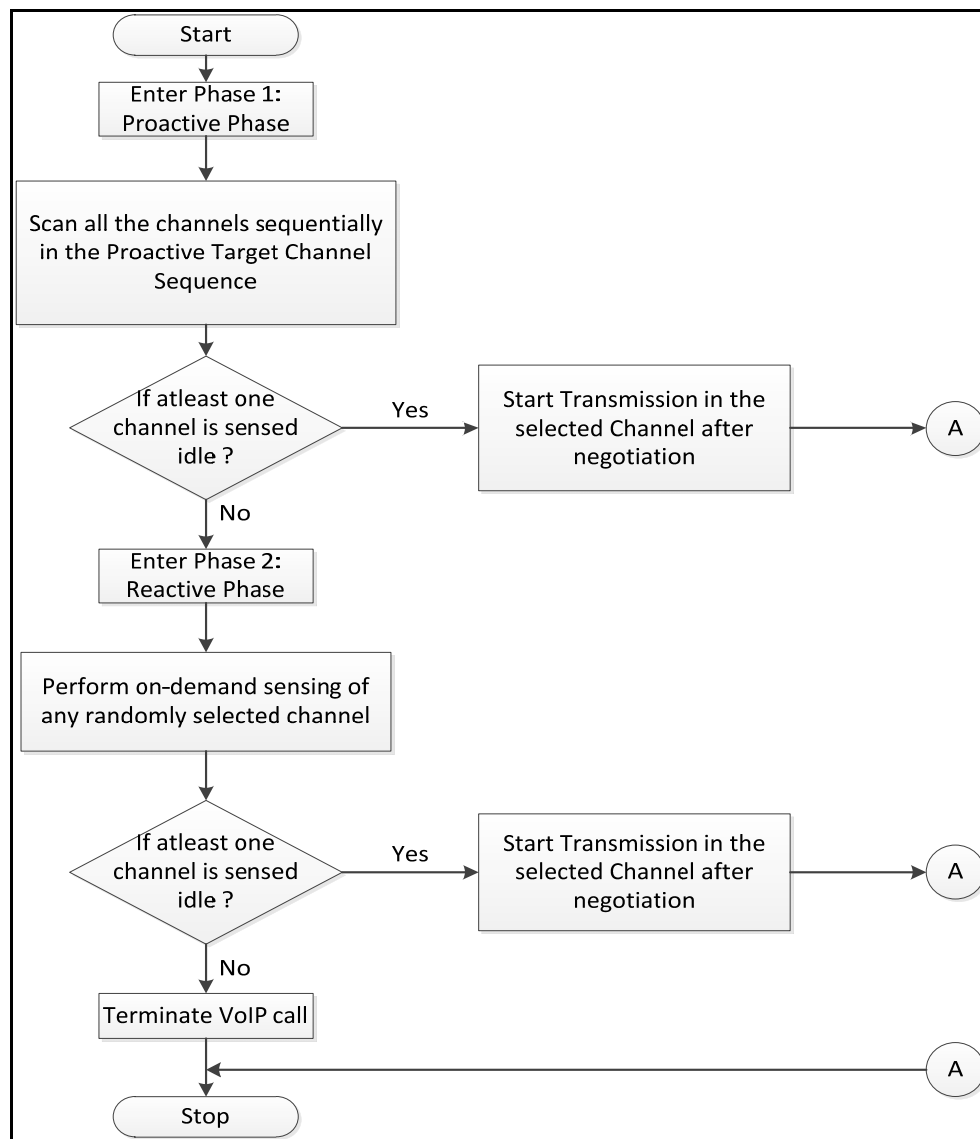 Start
Enter Phase 1:
Proactive Phase
Scan all the channels sequentially
in the Proactive Target Channel
Sequence
If atleast one
channel is sensed
idle ?
Yes
Start Transmission in the
selected Channel after
negotiation
A
No
Enter Phase 2:
Reactive Phase
Perform on-demand sensing of
any randomly selected channel
If atleast one
channel is sensed
idle ?
Yes
Start Transmission in the
selected Channel after
negotiation
A
No
Terminate VoIP call
A
Stop